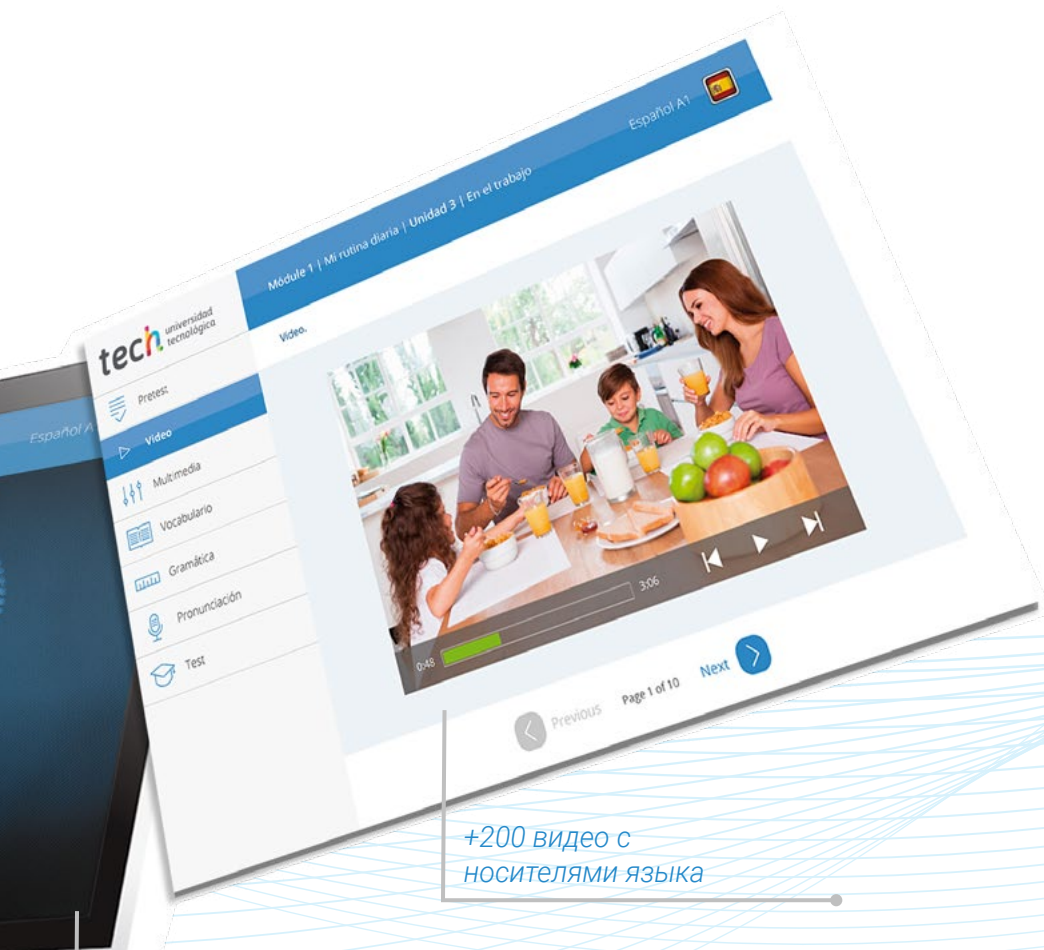 Español A1
Módule 1 | Mi rutina diaria | Unidad 3 | En el trabajo
tech universidad
tecnológica
Video.
Pretest
Video
Multimedia
Vocabulario
Gramática
Pronunciación
Test
0:48
3:06
Previous
Page 1 of 10
Next
Español A
+200 видео с
носителями языка